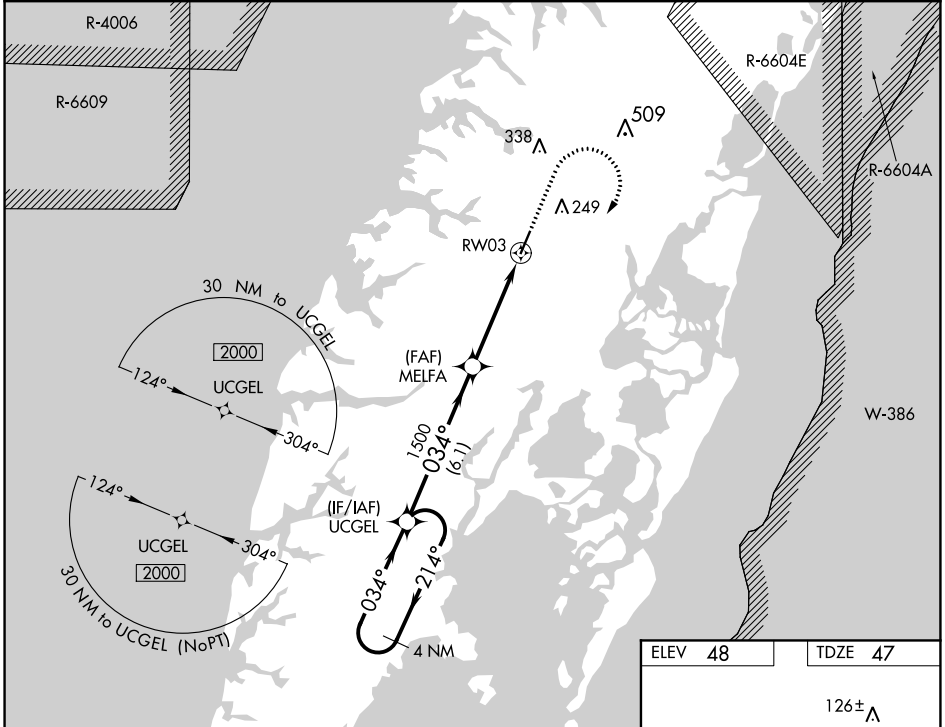 R-4006
R-6609
R-6604E
R-6604A
338
509
249
RW03
30 NM to UCGEL
2000
UCGEL
124°
304°
(FAF)
MELFA
1500
034°
(6.1)
W-386
(IF/IAF)
UCGEL
124°
304°
UCGEL
2000
30 NM to UCGEL (NoPT)
034°
214°
4 NM
ELEV 48
TDZE 47
126±